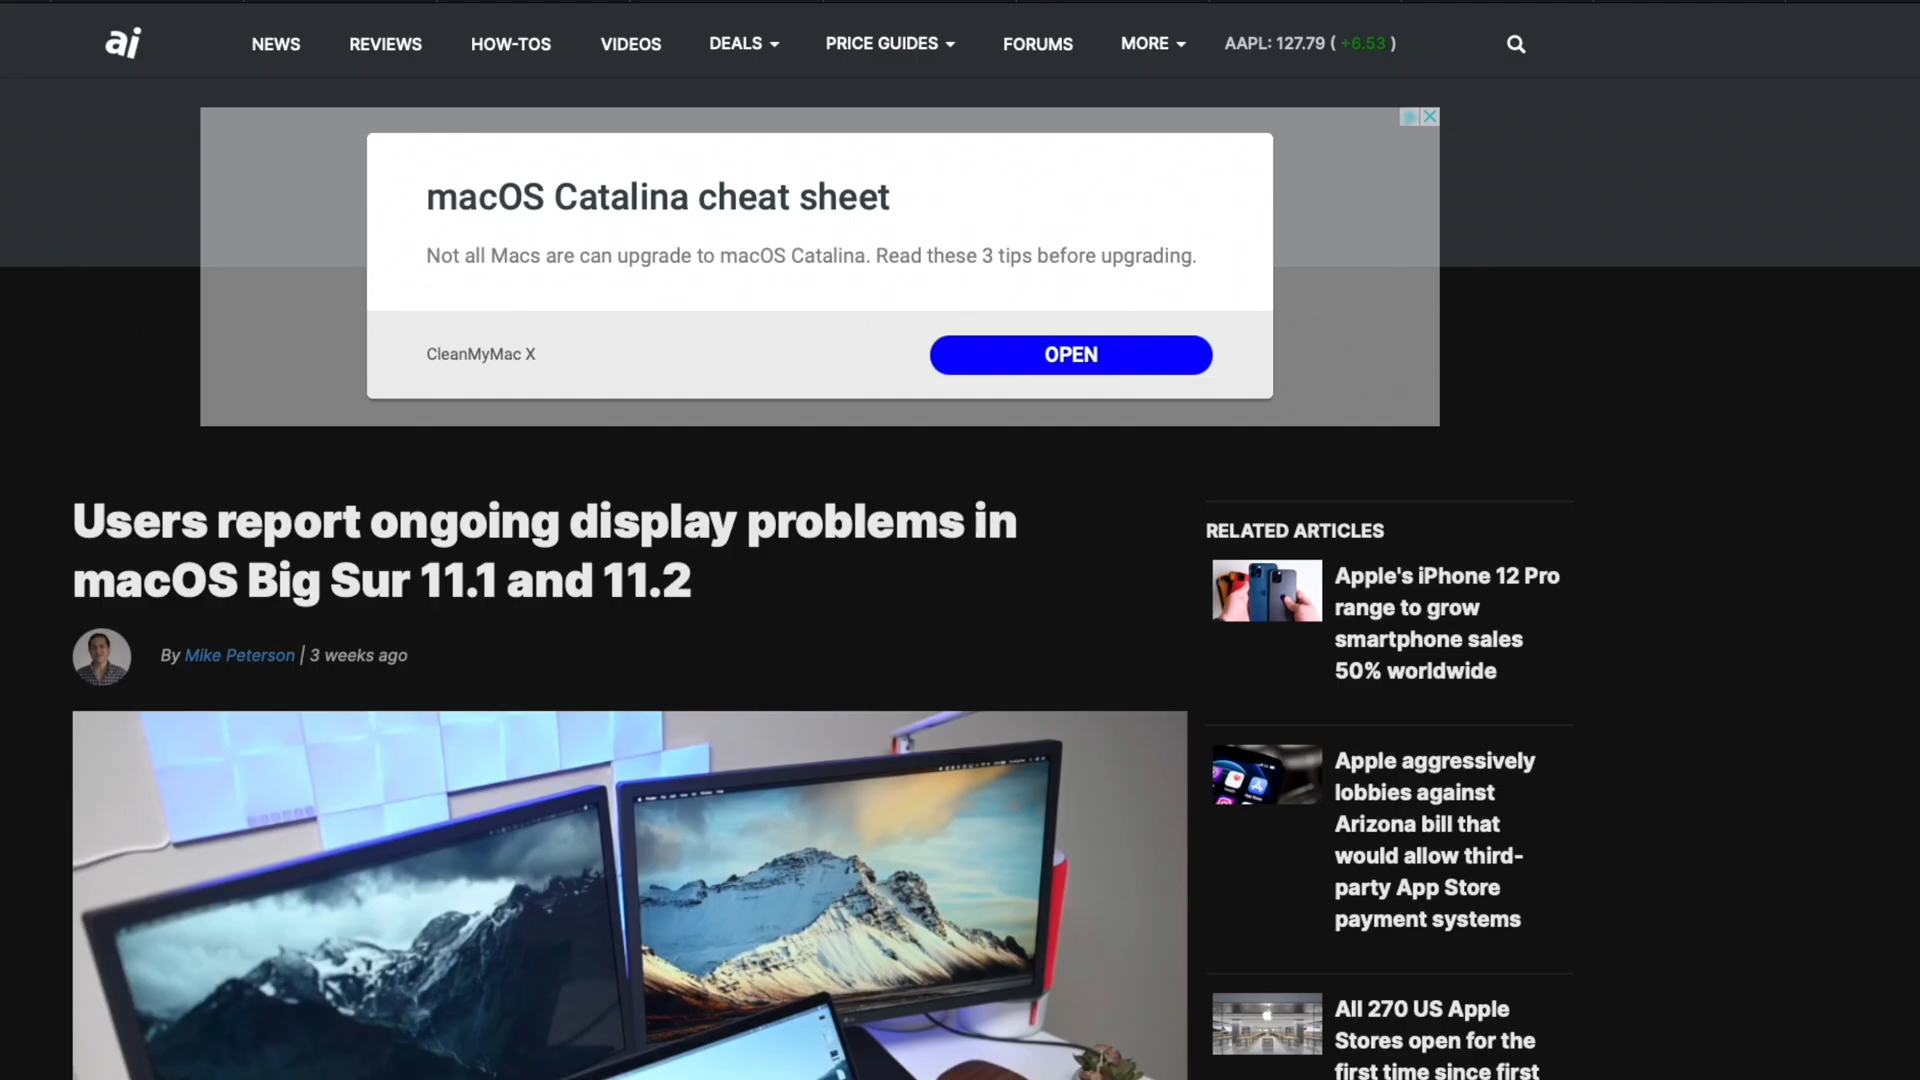 ai
NEWS
REVIEWS
HOW-TOS
VIDEOS
DEALS
PRICE GUIDES
FORUMS
MORE
AAPL: 127.79 ( +6.53 )
macOS Catalina cheat sheet
Not all Macs are can upgrade to macOS Catalina. Read these 3 tips before upgrading.
CleanMyMac X
OPEN
Users report ongoing display problems in
macOS Big Sur 11.1 and 11.2
By Mike Peterson | 3 weeks ago
RELATED ARTICLES
Apple's iPhone 12 Pro
range to grow
smartphone sales
50% worldwide
Apple aggressively
lobbies against
Arizona bill that
would allow third-
party App Store
payment systems
All 270 US Apple
Stores open for the
first time since first